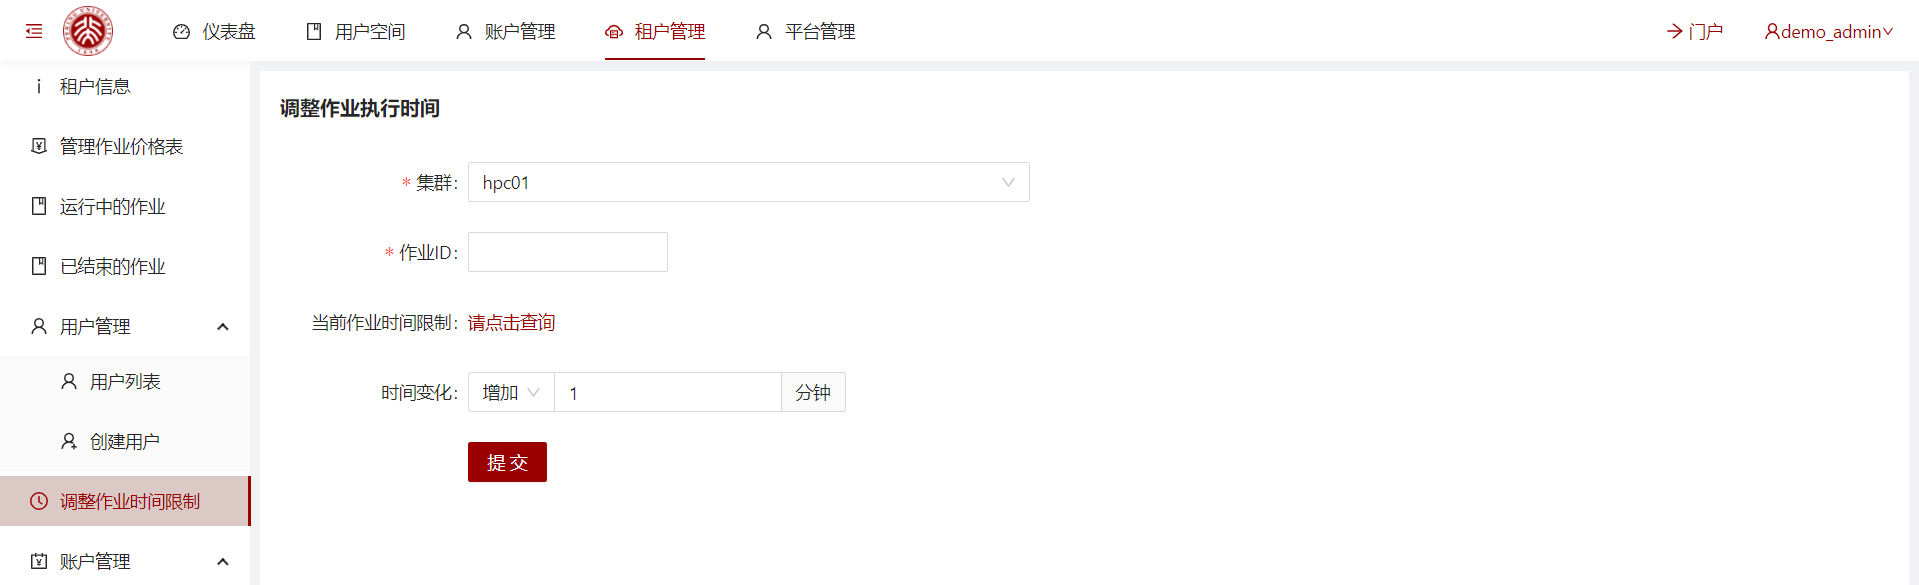 仪表盘 用户空间 账户管理 租户管理 平台管理 门户 demo_admin
租户信息
管理作业价格表
运行中的作业
已结束的作业
用户管理
用户列表
创建用户
调整作业时间限制
账户管理
调整作业执行时间
* 集群: hpc01
* 作业ID:
当前作业时间限制: 请点击查询
时间变化: 增加 1 分钟
提 交